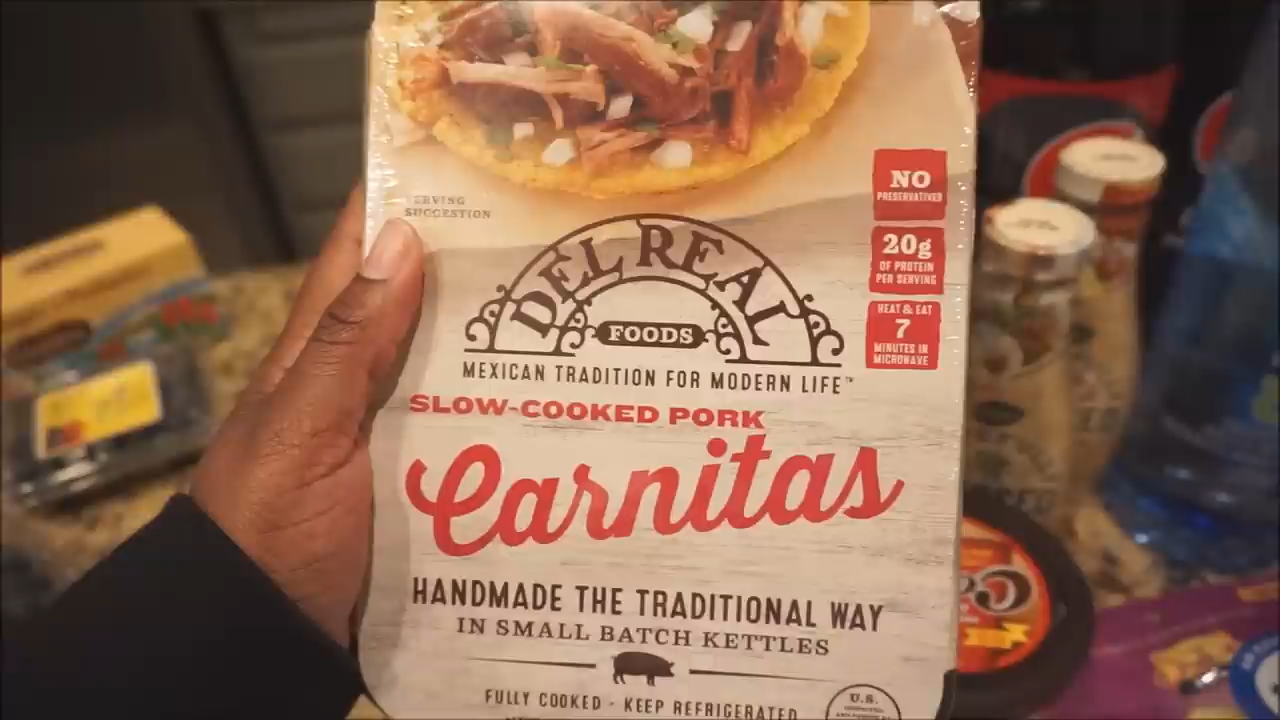 SUGGESTION
NO
PRESERVATIVES
20g
OF PROTEIN
PER SERVING
HEAT & EAT
7
MINUTES IN
MICROWAVE
DEL REAL
FOODS
MEXICAN TRADITION FOR MODERN LIFE™
SLOW-COOKED PORK
Carnitas
HANDMADE THE TRADITIONAL WAY
IN SMALL BATCH KETTLES
FULLY COOKED · KEEP REFRIGERATED
U.S.